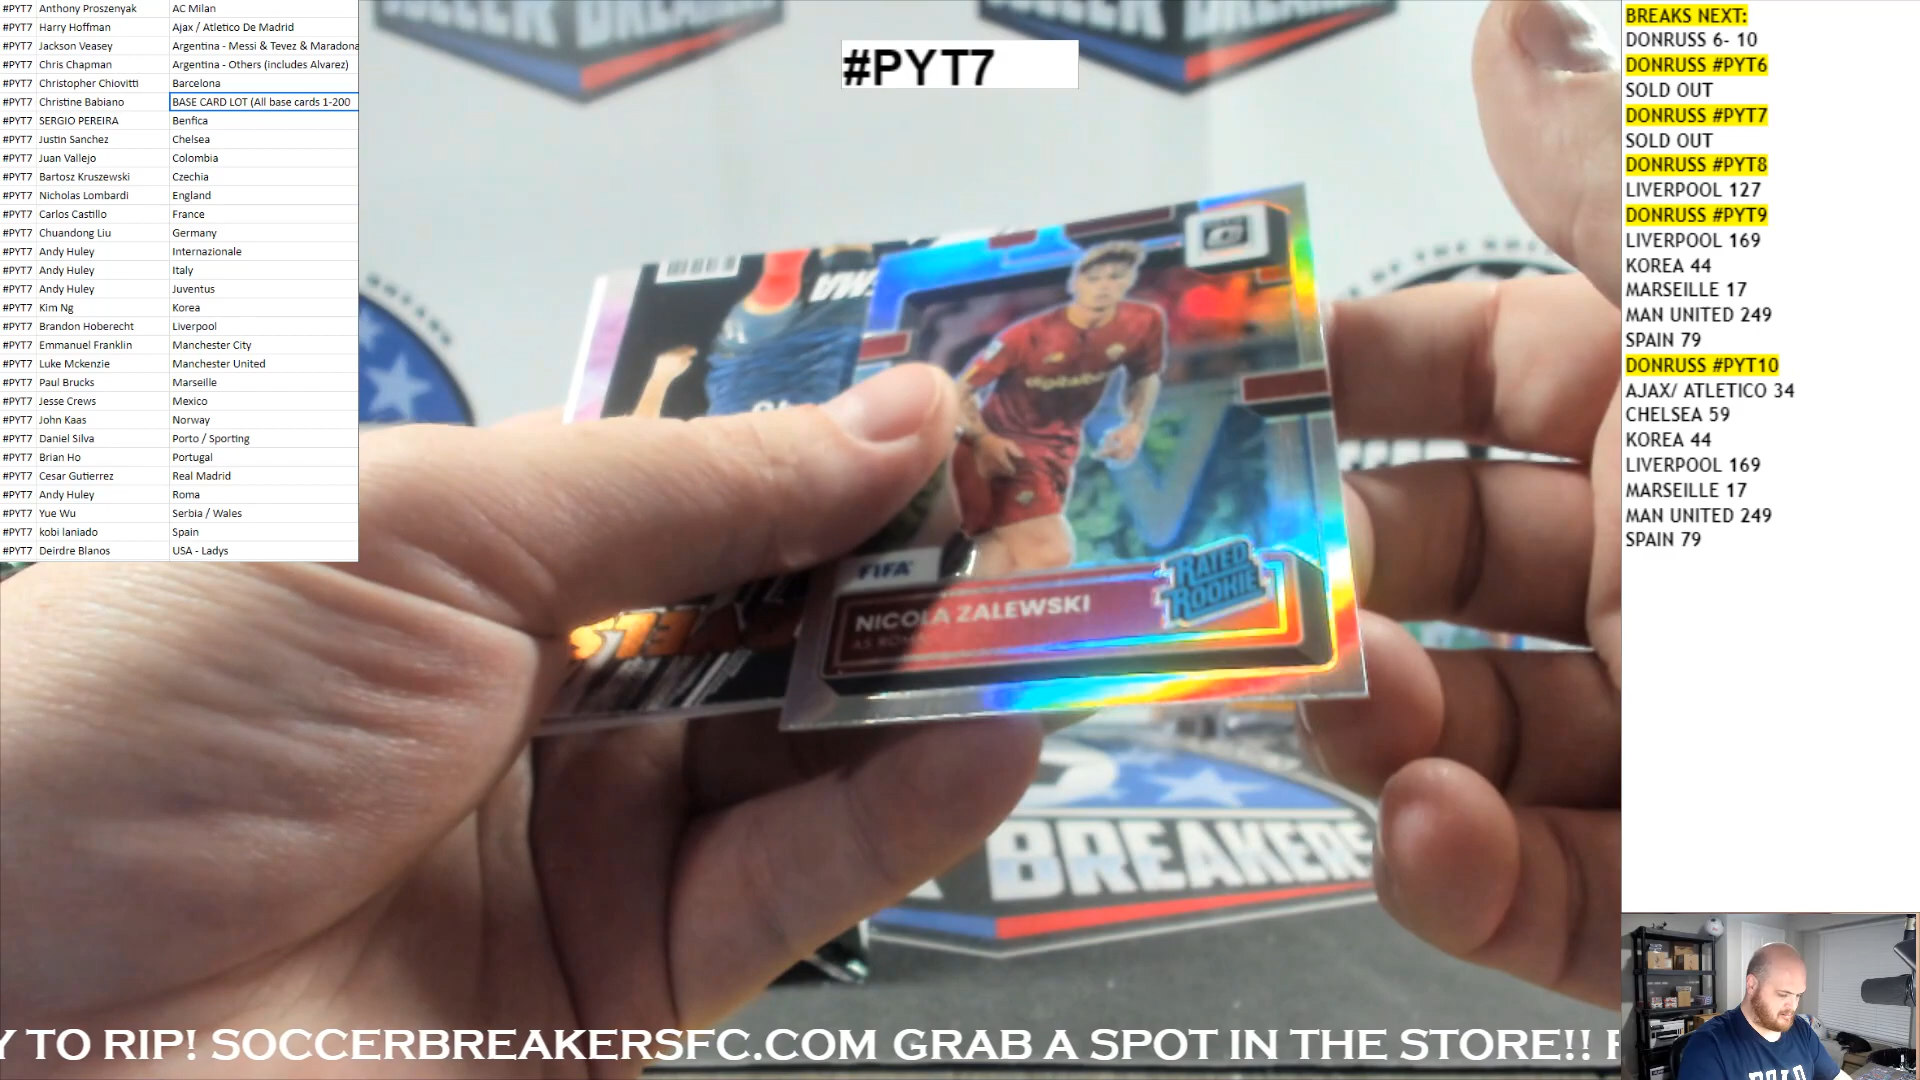 #PYT7 Anthony Proszenyak AC Milan
#PYT7 Harry Hoffman Ajax / Atletico De Madrid
#PYT7 Jackson Veasey Argentina - Messi & Tevez & Maradona
#PYT7 Chris Chapman Argentina - Others (includes Alvarez)
#PYT7 Christopher Chiovitti Barcelona
#PYT7 Christine Babiano BASE CARD LOT (All base cards 1-200
#PYT7 SERGIO PEREIRA Benfica
#PYT7 Justin Sanchez Chelsea
#PYT7 Juan Vallejo Colombia
#PYT7 Bartosz Kruszewski Czechia
#PYT7 Nicholas Lombardi England
#PYT7 Carlos Castillo France
#PYT7 Chuandong Liu Germany
#PYT7 Andy Huley Internazionale
#PYT7 Andy Huley Italy
#PYT7 Andy Huley Juventus
#PYT7 Kim Ng Korea
#PYT7 Brandon Hoberecht Liverpool
#PYT7 Emmanuel Franklin Manchester City
#PYT7 Luke Mckenzie Manchester United
#PYT7 Paul Brucks Marseille
#PYT7 Jesse Crews Mexico
#PYT7 John Kaas Norway
#PYT7 Daniel Silva Porto / Sporting
#PYT7 Brian Ho Portugal
#PYT7 Cesar Gutierrez Real Madrid
#PYT7 Andy Huley Roma
#PYT7 Yue Wu Serbia / Wales
#PYT7 kobi laniado Spain
#PYT7 Deirdre Blanos USA - Ladys
SOCCER BREAKERS
SOCCER BREAKERS
#PYT7
FIFA
NICOLA ZALEWSKI
AS ROMA
RATED
ROOKIE
BREAKERS
BREAKS NEXT:
DONRUSS 6- 10
DONRUSS #PYT6
SOLD OUT
DONRUSS #PYT7
SOLD OUT
DONRUSS #PYT8
LIVERPOOL 127
DONRUSS #PYT9
LIVERPOOL 169
KOREA 44
MARSEILLE 17
MAN UNITED 249
SPAIN 79
DONRUSS #PYT10
AJAX/ ATLETICO 34
CHELSEA 59
KOREA 44
LIVERPOOL 169
MARSEILLE 17
MAN UNITED 249
SPAIN 79
Y TO RIP! SOCCERBREAKERSFC.COM GRAB A SPOT IN THE STORE!!
POLO